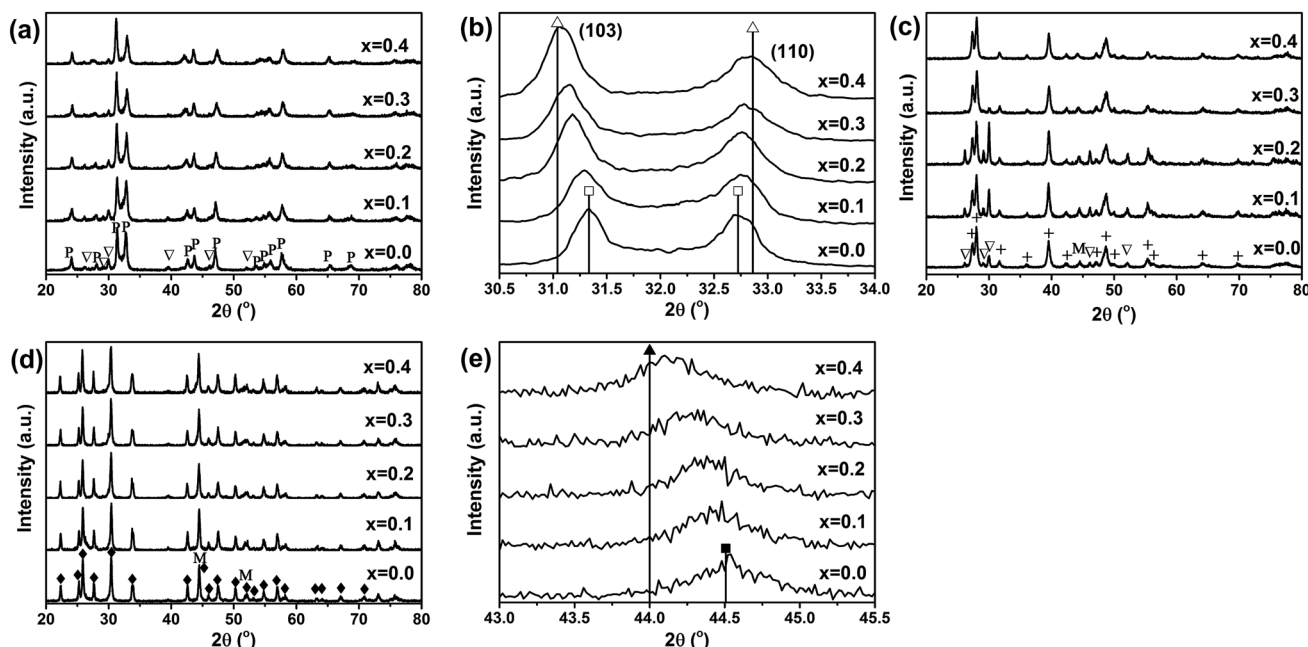 (a)
x=0.4
x=0.3
x=0.2
x=0.1
x=0.0
P P P P P P P P P P P P P P
Intensity (a.u.)
20 30 40 50 60 70 80
2θ (°)
(b)
(103)
(110)
x=0.4
x=0.3
x=0.2
x=0.1
x=0.0
Intensity (a.u.)
30.5 31.0 31.5 32.0 32.5 33.0 33.5 34.0
2θ (°)
(c)
x=0.4
x=0.3
x=0.2
x=0.1
x=0.0
M
Intensity (a.u.)
20 30 40 50 60 70 80
2θ (°)
(d)
x=0.4
x=0.3
x=0.2
x=0.1
M
M
x=0.0
Intensity (a.u.)
20 30 40 50 60 70 80
2θ (°)
(e)
x=0.4
x=0.3
x=0.2
x=0.1
x=0.0
Intensity (a.u.)
43.0 43.5 44.0 44.5 45.0 45.5
2θ (°)